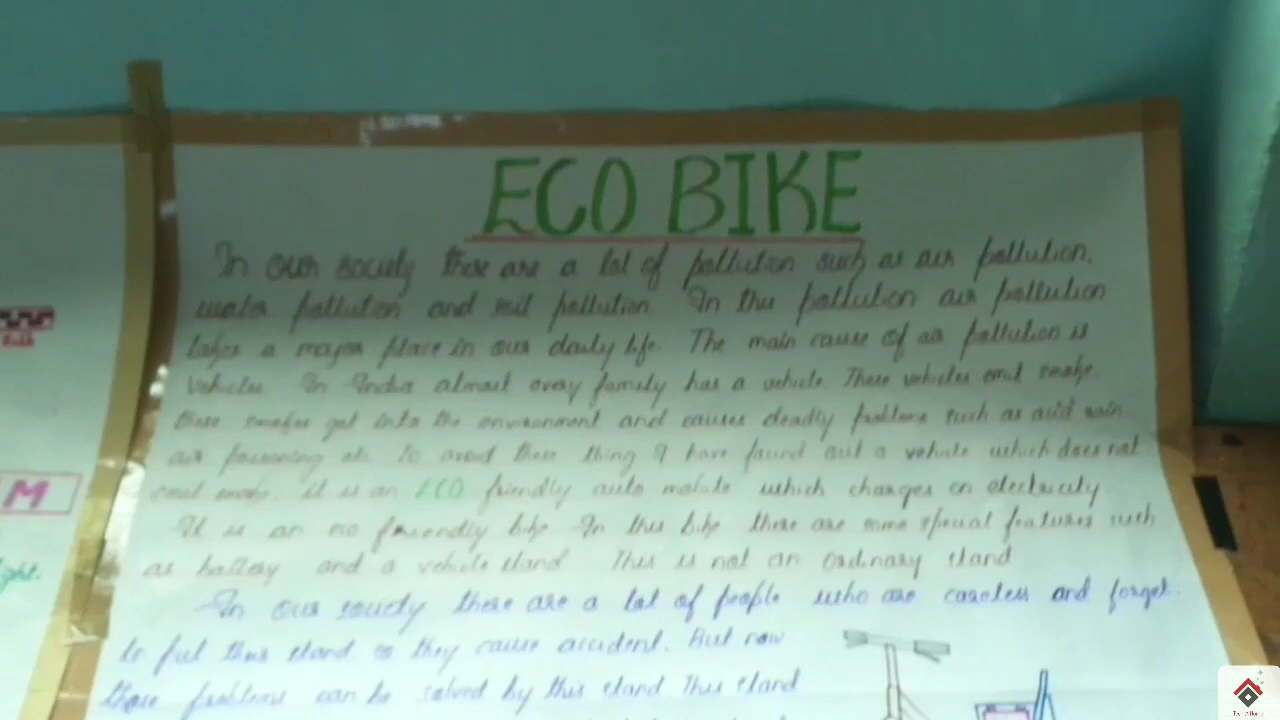 ECO BIKE
In our society there are a lot of pollution such as air pollution.
water pollution and soil pollution. In this pollution air pollution
takes a major place in our daily life. The main cause of air pollution is
Vehicles. In India almost every family has a vehicle. These vehicles emit smoke.
these smokes get into the environment and causes deadly problems such as acid rain
air poisoning etc. To avoid these thing I have found out a vehicle which does not
emit smoke. it is an ECO friendly auto mobile which charges on electricity
It is an eco friendly bike. In this bike there are some special features such
as battery and a vehicle stand. This is not an ordinary stand
In our society there are a lot of people who are careless and forget.
to put their stand. so they cause accident. But now
these problems can be solved by this stand This stand
M
ght.